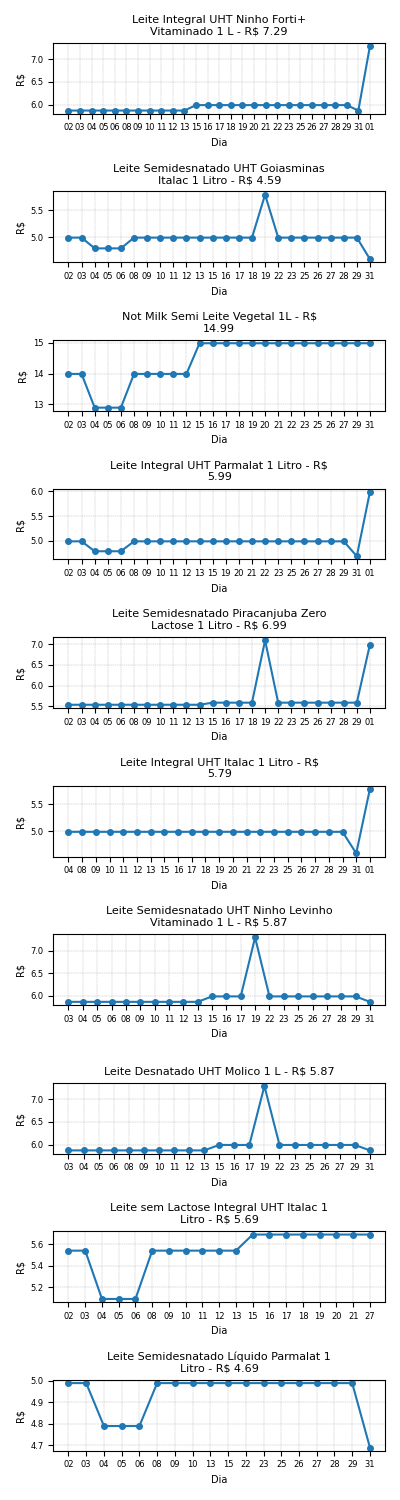 Leite Integral UHT Ninho Forti+
Vitaminado 1 L - R$ 7.29
7.0
6.5
6.0
R$
02 03 04 05 06 08 09 10 11 12 13 14 15 16 17 18 19 20 21 22 23 25 26 27 28 29 31 01
Dia
Leite Semidesnatado UHT Goiasminas
Italac 1 Litro - R$ 4.59
5.5
5.0
R$
02 03 04 05 06 08 09 10 11 12 13 15 16 17 18 19 22 23 25 26 27 28 29 31
Dia
Not Milk Semi Leite Vegetal 1L - R$
14.99
15
14
13
R$
02 03 04 05 06 08 09 10 11 12 13 15 16 17 18 19 20 21 22 26 27 28 29 31
Dia
Leite Integral UHT Parmalat 1 Litro - R$
5.99
6.0
5.5
5.0
R$
02 03 04 05 06 08 09 10 11 12 13 15 19 20 21 22 23 25 26 27 28 29 31 01
Dia
Leite Semidesnatado Piracanjuba Zero
Lactose 1 Litro - R$ 6.99
7.0
6.5
6.0
5.5
R$
02 03 04 05 06 08 09 10 11 12 13 15 16 17 18 19 22 23 25 26 27 28 29 01
Dia
Leite Integral UHT Italac 1 Litro - R$
5.79
5.5
5.0
R$
04 08 09 10 11 12 13 15 16 17 18 19 20 21 22 23 25 26 27 28 29 31 01
Dia
Leite Semidesnatado UHT Ninho Levinho
Vitaminado 1 L - R$ 5.87
7.0
6.5
6.0
R$
03 04 05 06 08 09 10 11 12 13 15 16 17 19 22 23 25 26 27 28 29 31
Dia
Leite Desnatado UHT Molico 1 L - R$ 5.87
7.0
6.5
6.0
R$
03 04 05 06 08 09 10 11 12 13 15 16 17 19 22 23 25 26 27 29 31
Dia
Leite sem Lactose Integral UHT Italac 1
Litro - R$ 5.69
5.6
5.4
5.2
R$
02 03 04 05 06 08 09 10 11 12 13 15 16 17 18 19 20 21 27
Dia
Leite Semidesnatado Líquido Parmalat 1
Litro - R$ 4.69
5.0
4.9
4.8
4.7
R$
02 03 04 05 06 08 09 10 13 12 15 22 23 25 26 28 29 31
Dia